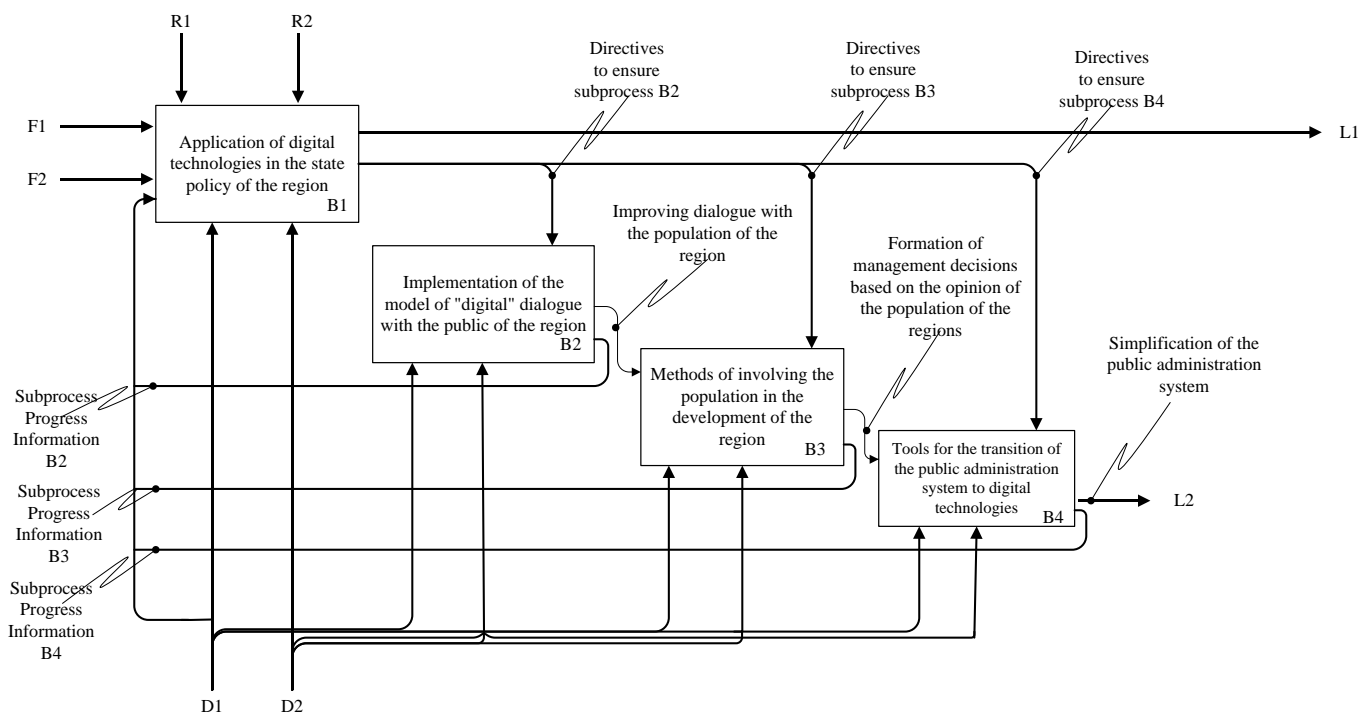 R1
R2
Directives
to ensure
subprocess B2
Directives
to ensure
subprocess B3
Directives
to ensure
subprocess B4
F1
F2
L1
Application of digital
technologies in the state
policy of the region
B1
Improving dialogue with
the population of the
region
Formation of
management decisions
based on the opinion of
the population of the
regions
Implementation of the
model of "digital" dialogue
with the public of the region
B2
Simplification of the
public administration
system
Methods of involving the
population in the
development of the
region
B3
Subprocess
Progress
Information
B2
Tools for the transition of
the public administration
system to digital
technologies
B4
L2
Subprocess
Progress
Information
B3
Subprocess
Progress
Information
B4
D1
D2